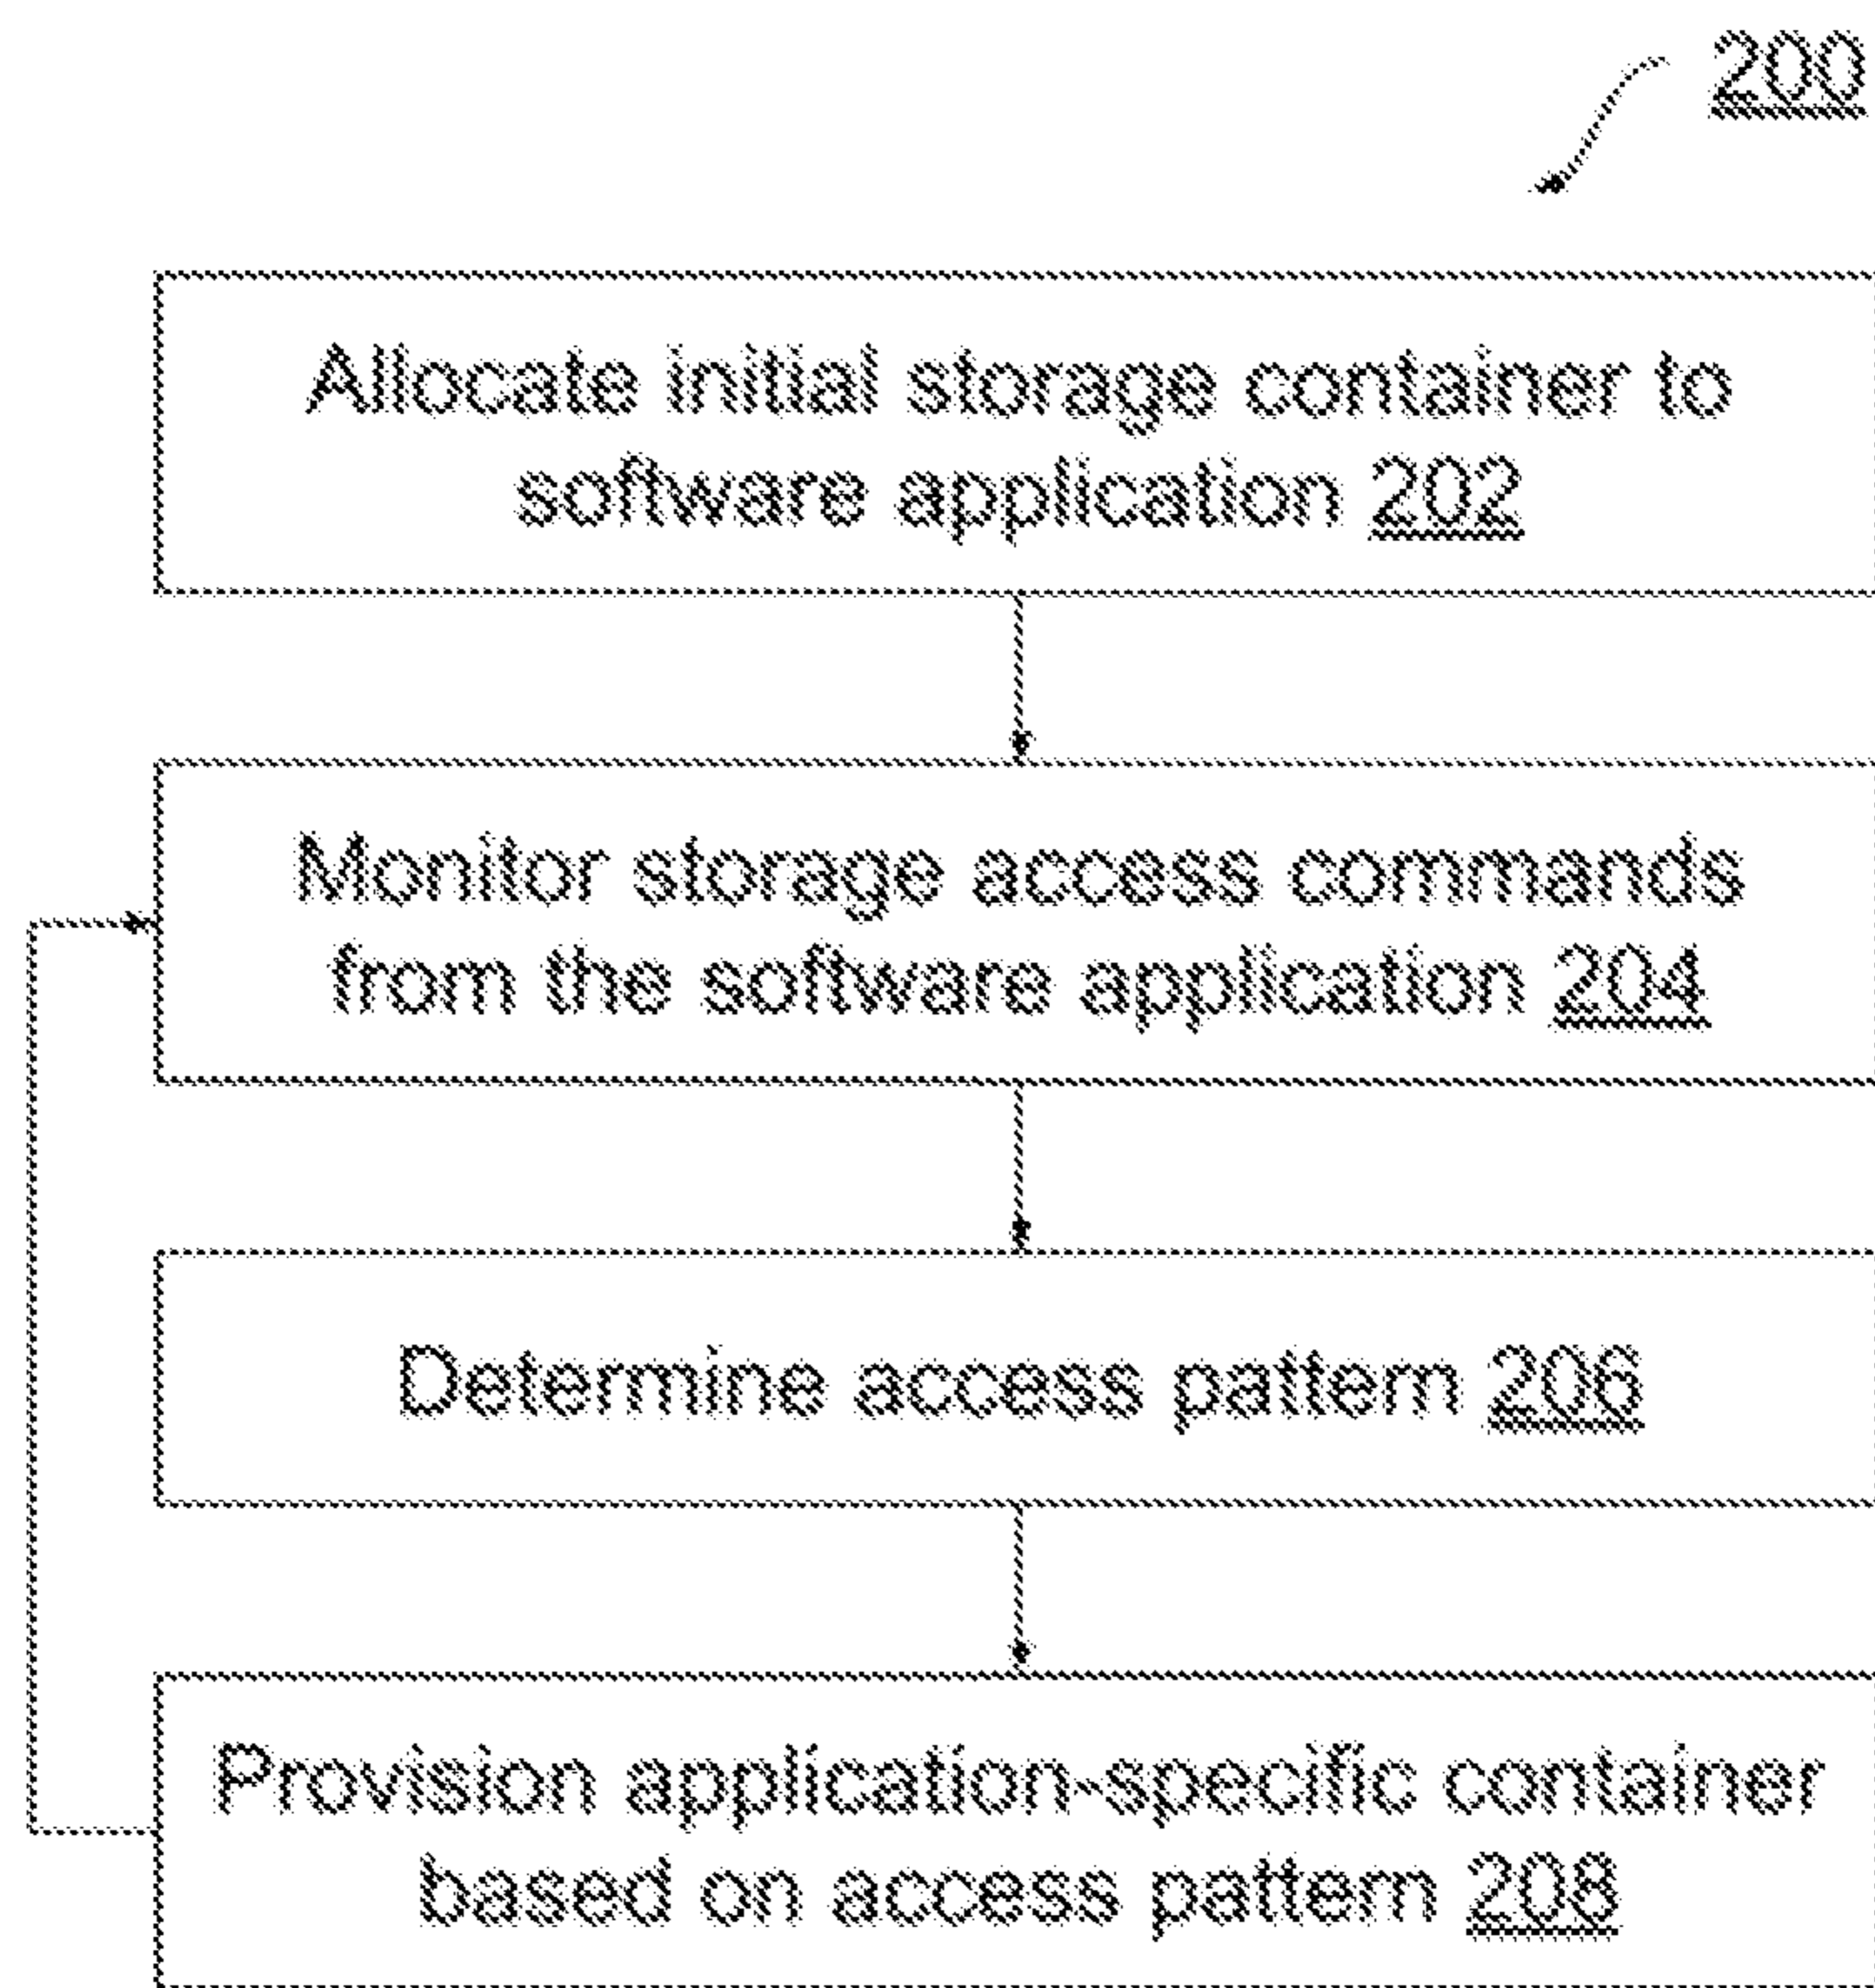 200
Allocate initial storage container to
software application 202
Monitor storage access commands
from the software application 204
Determine access pattern 206
Provision application-specific container
based on access pattern 208